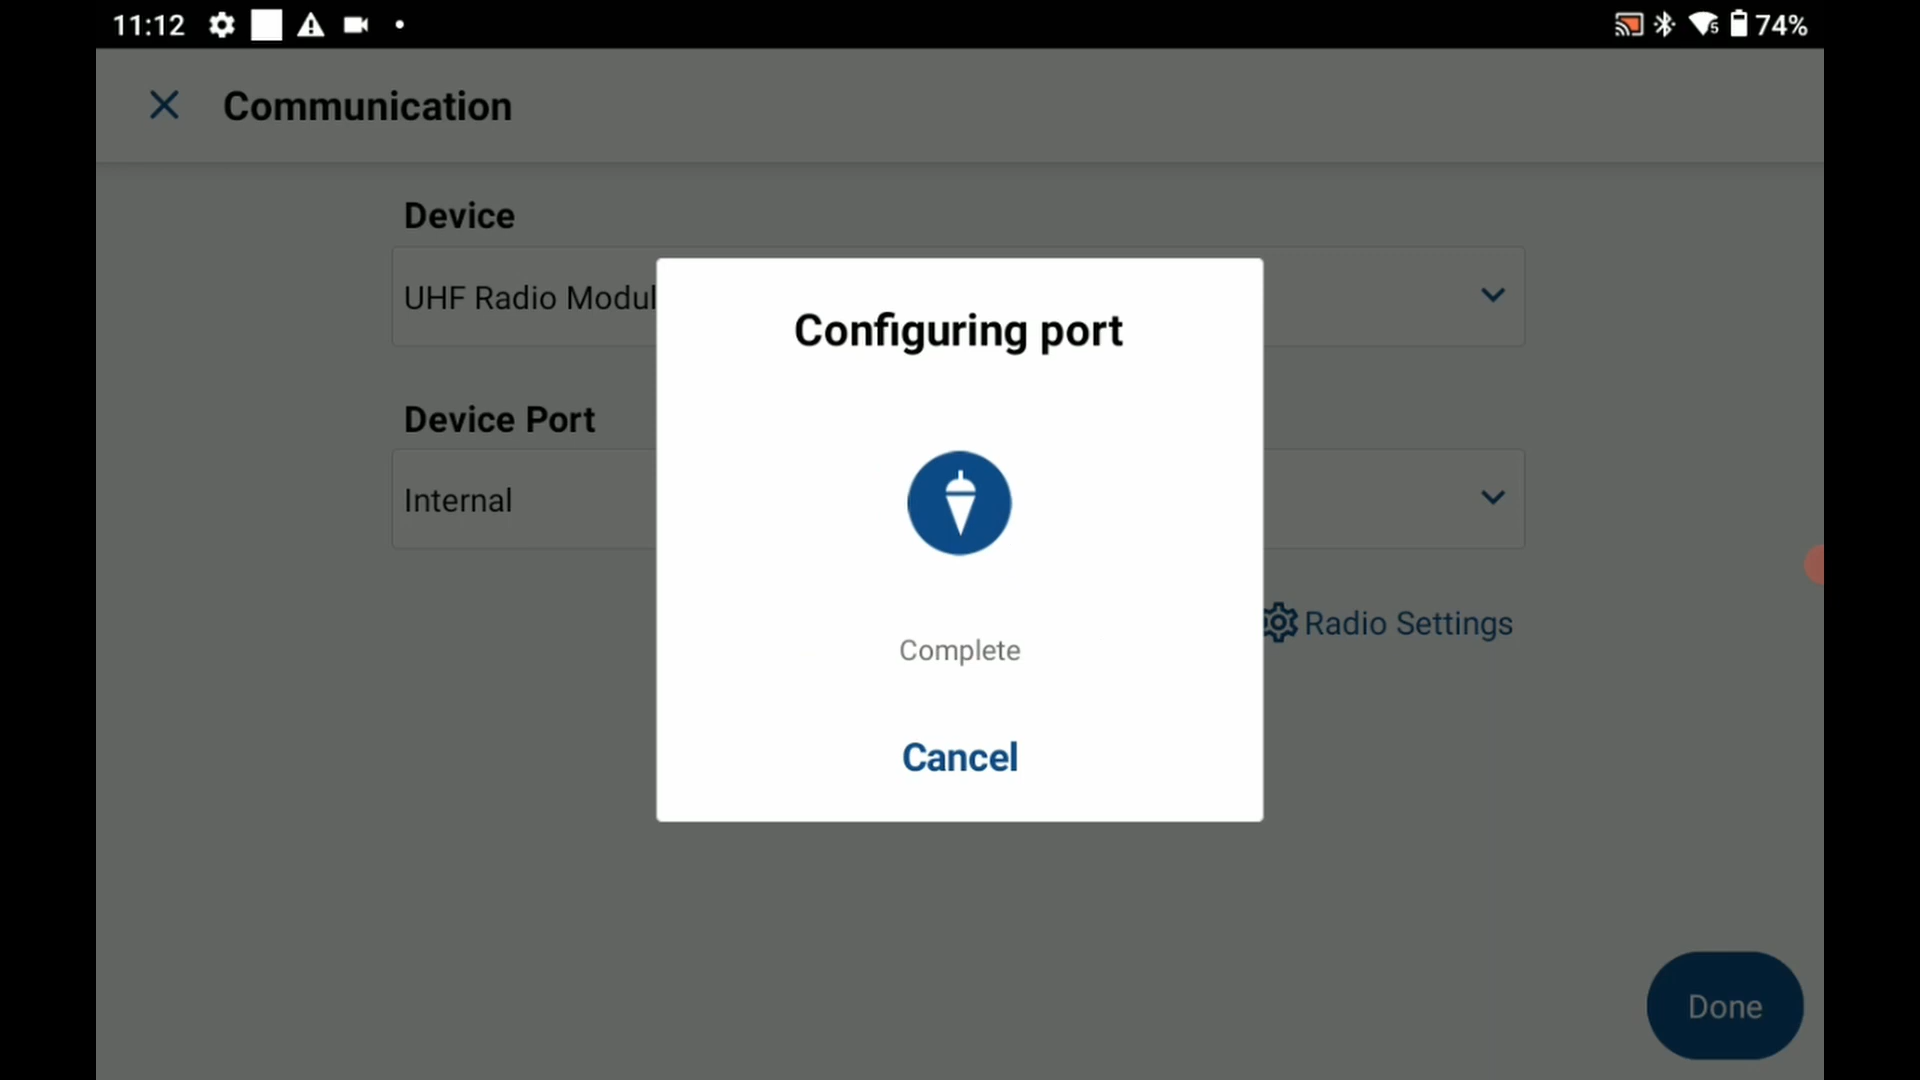 11:12
74%
Communication
Device
UHF Radio Modul
Configuring port
Device Port
Internal
Radio Settings
Complete
Cancel
Done